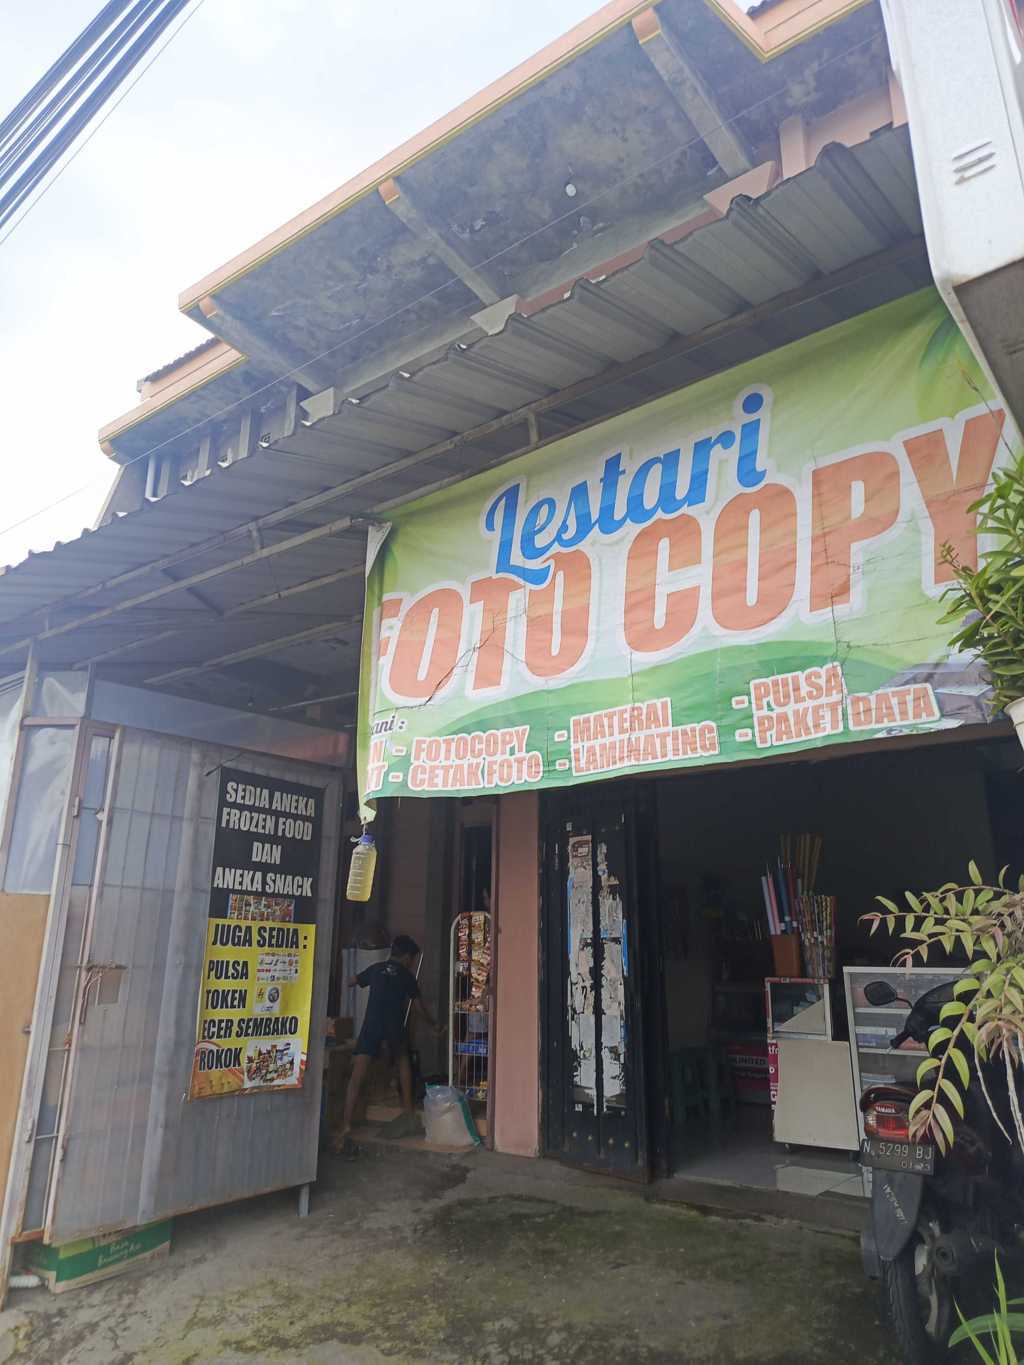 Lestari
FOTO COPY
- FOTOCOPY
- CETAK FOTO
- MATERAI
- LAMINATING
- PULSA
- PAKET DATA
SEDIA ANEKA
FROZEN FOOD
DAN
ANEKA SNACK
JUGA SEDIA :
PULSA
TOKEN
ECER SEMBAKO
ROKOK
YAMAHA
N 5299 BJ